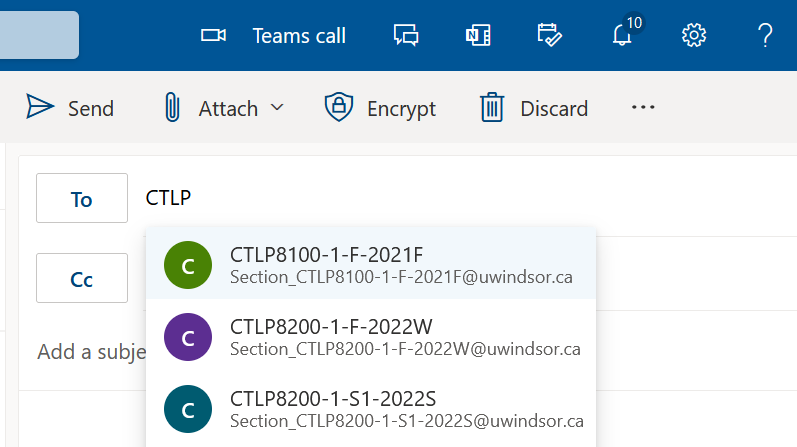 Teams call 10 ?
Send Attach Encrypt Discard ...
To CTLP
C CTLP8100-1-F-2021F
Section_CTLP8100-1-F-2021F@uwindsor.ca
Cc
C CTLP8200-1-F-2022W
Section_CTLP8200-1-F-2022W@uwindsor.ca
Add a subje
C CTLP8200-1-S1-2022S
Section_CTLP8200-1-S1-2022S@uwindsor.ca